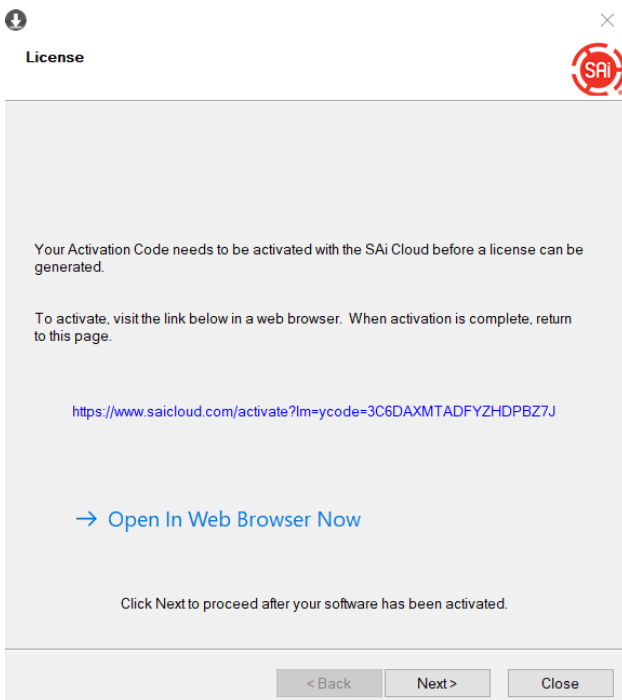 License
SAi
Your Activation Code needs to be activated with the SAi Cloud before a license can be
generated.
To activate, visit the link below in a web browser.  When activation is complete, return
to this page.
https://www.saicloud.com/activate?lm=ycode=3C6DAXMTADFYZHDPBZ7J
→ Open In Web Browser Now
Click Next to proceed after your software has been activated.
< Back
Next >
Close